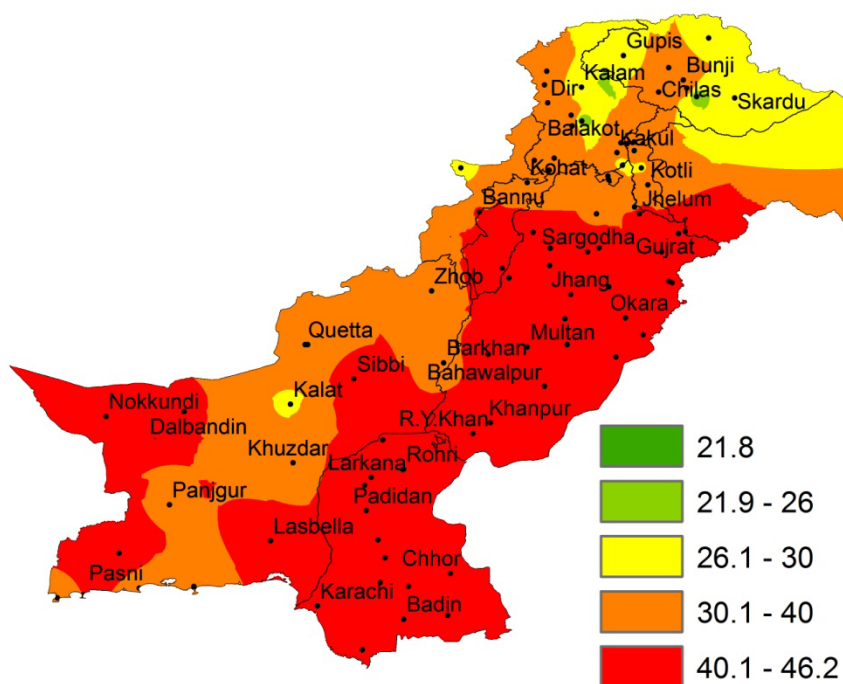 Gupis
Kalam
Bunji
Dir
Chilas
Skardu
Balakot
Kakul
Kohat
Kotli
Bannu
Jhelum
Sargodha
Gujrat
Zhob
Jhang
Okara
Quetta
Multan
Barkhan
Sibbi
Bahawalpur
Kalat
Nokkundi
Dalbandin
R.Y.Khan
Khanpur
Khuzdar
Rohri
Larkana
Panjgur
Padidan
Lasbella
Pasni
Chhor
Karachi
Badin
21.8
21.9 - 26
26.1 - 30
30.1 - 40
40.1 - 46.2